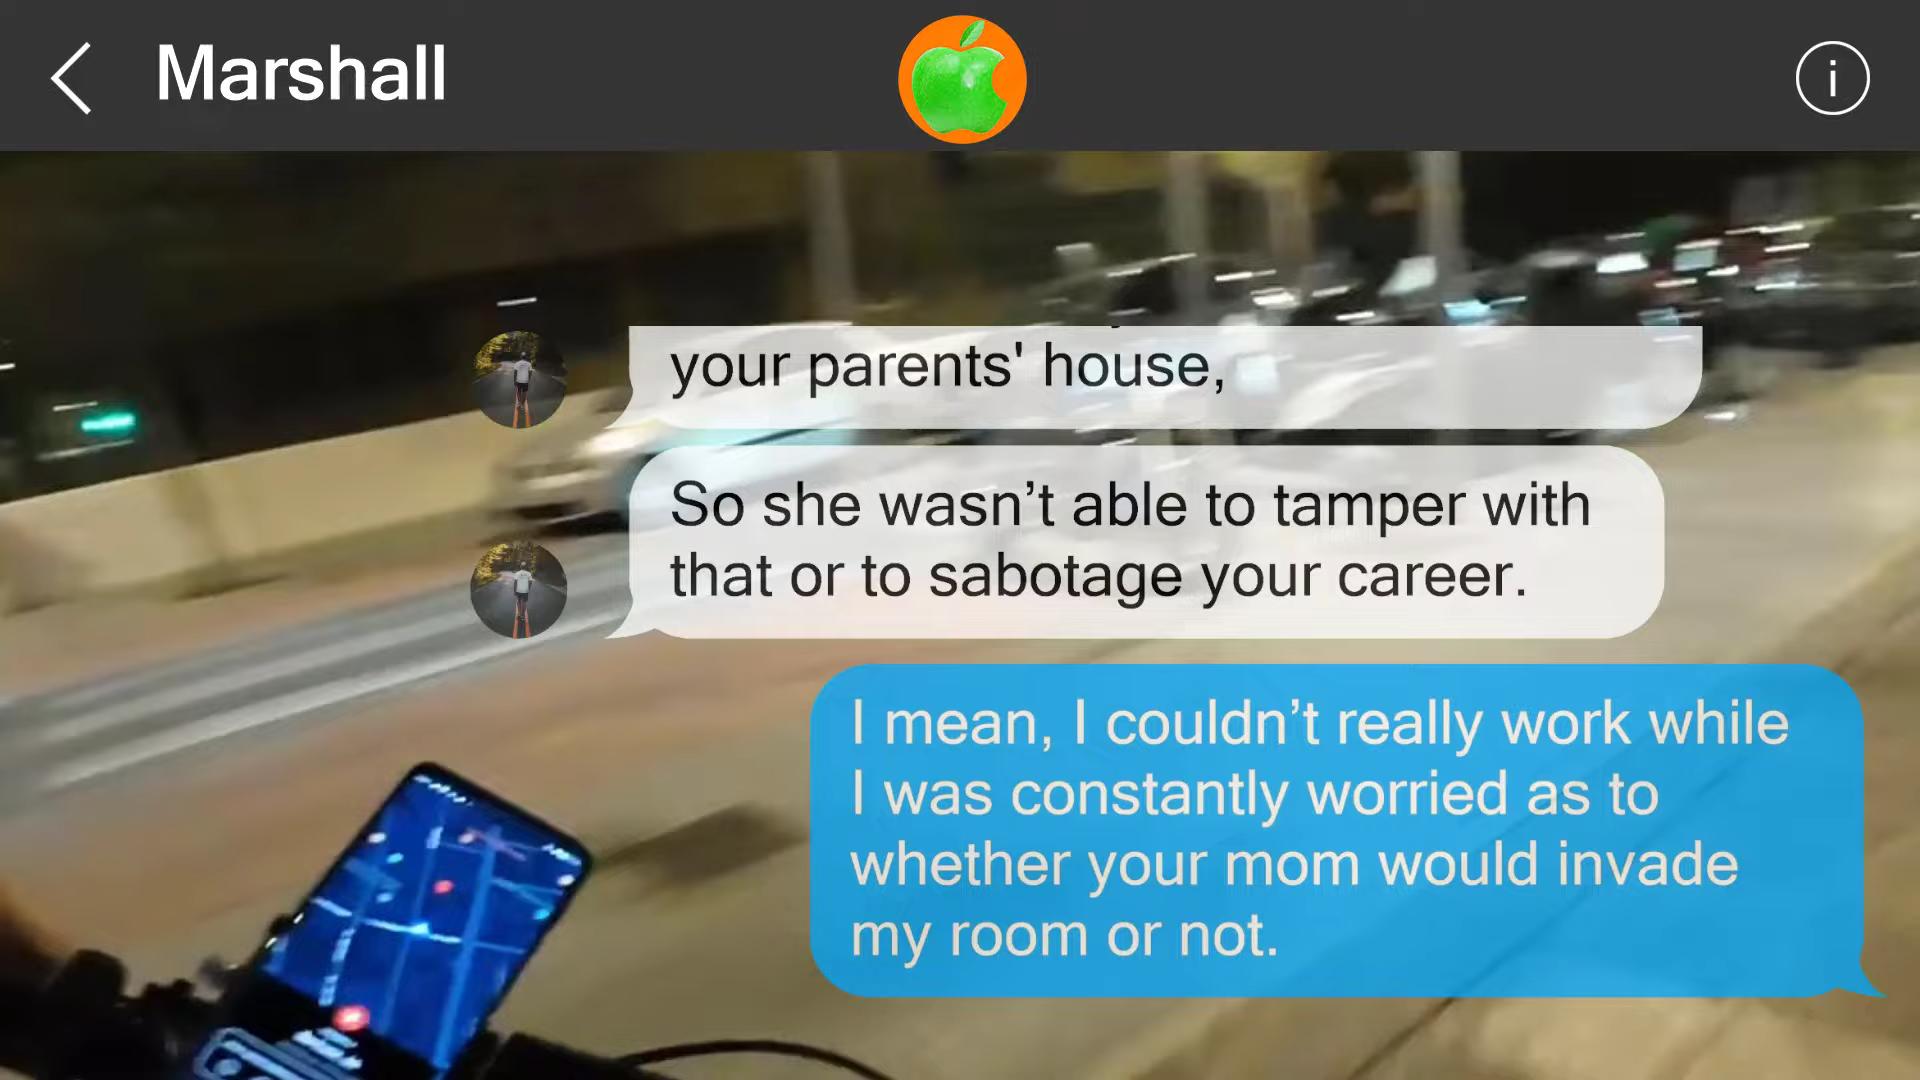 Marshall
i
your parents' house,
So she wasn’t able to tamper with
that or to sabotage your career.
I mean, I couldn’t really work while
I was constantly worried as to
whether your mom would invade
my room or not.